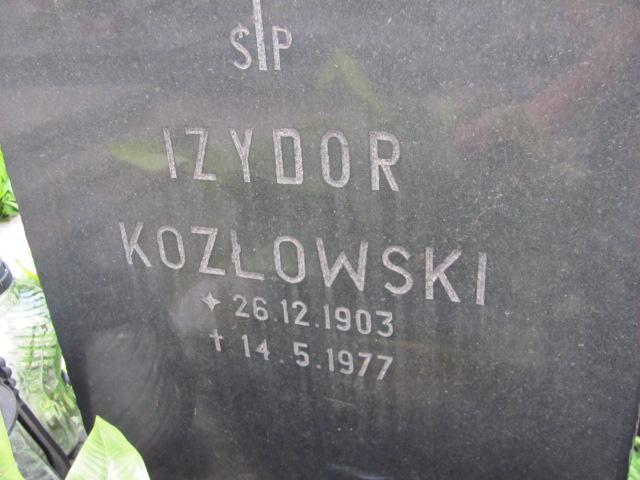 ŚP
IZYDOR
KOZŁOWSKI
26.12.1903
14.5.1977